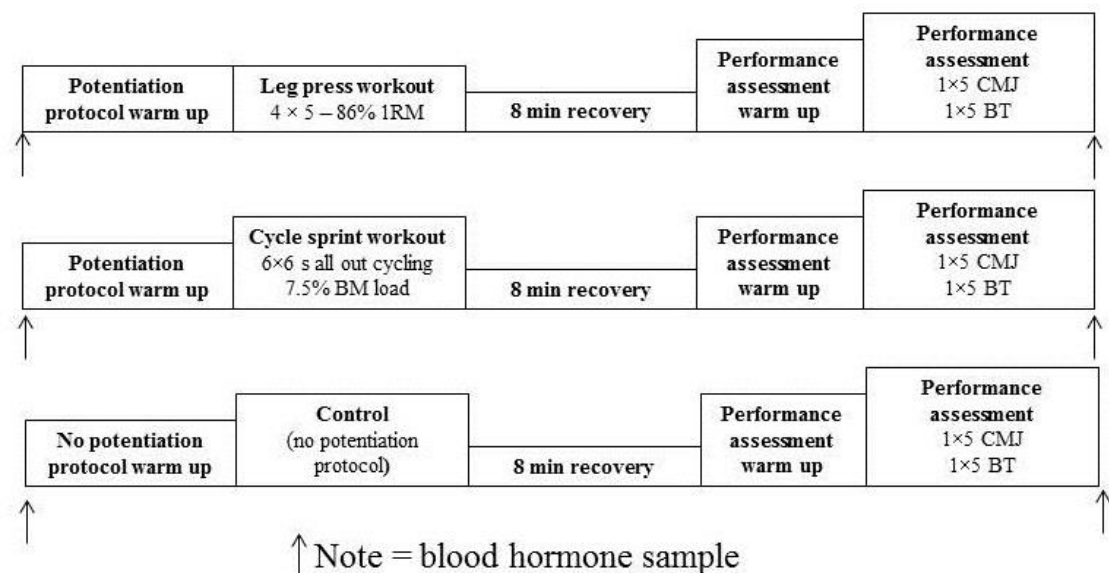 Potentiation
protocol warm up
Leg press workout
4 × 5 – 86% 1RM
8 min recovery
Performance
assessment
warm up
Performance
assessment
1×5 CMJ
1×5 BT
Potentiation
protocol warm up
Cycle sprint workout
6×6 s all out cycling
7.5% BM load
8 min recovery
Performance
assessment
warm up
Performance
assessment
1×5 CMJ
1×5 BT
No potentiation
protocol warm up
Control
(no potentiation
protocol)
8 min recovery
Performance
assessment
warm up
Performance
assessment
1×5 CMJ
1×5 BT
↑ Note = blood hormone sample